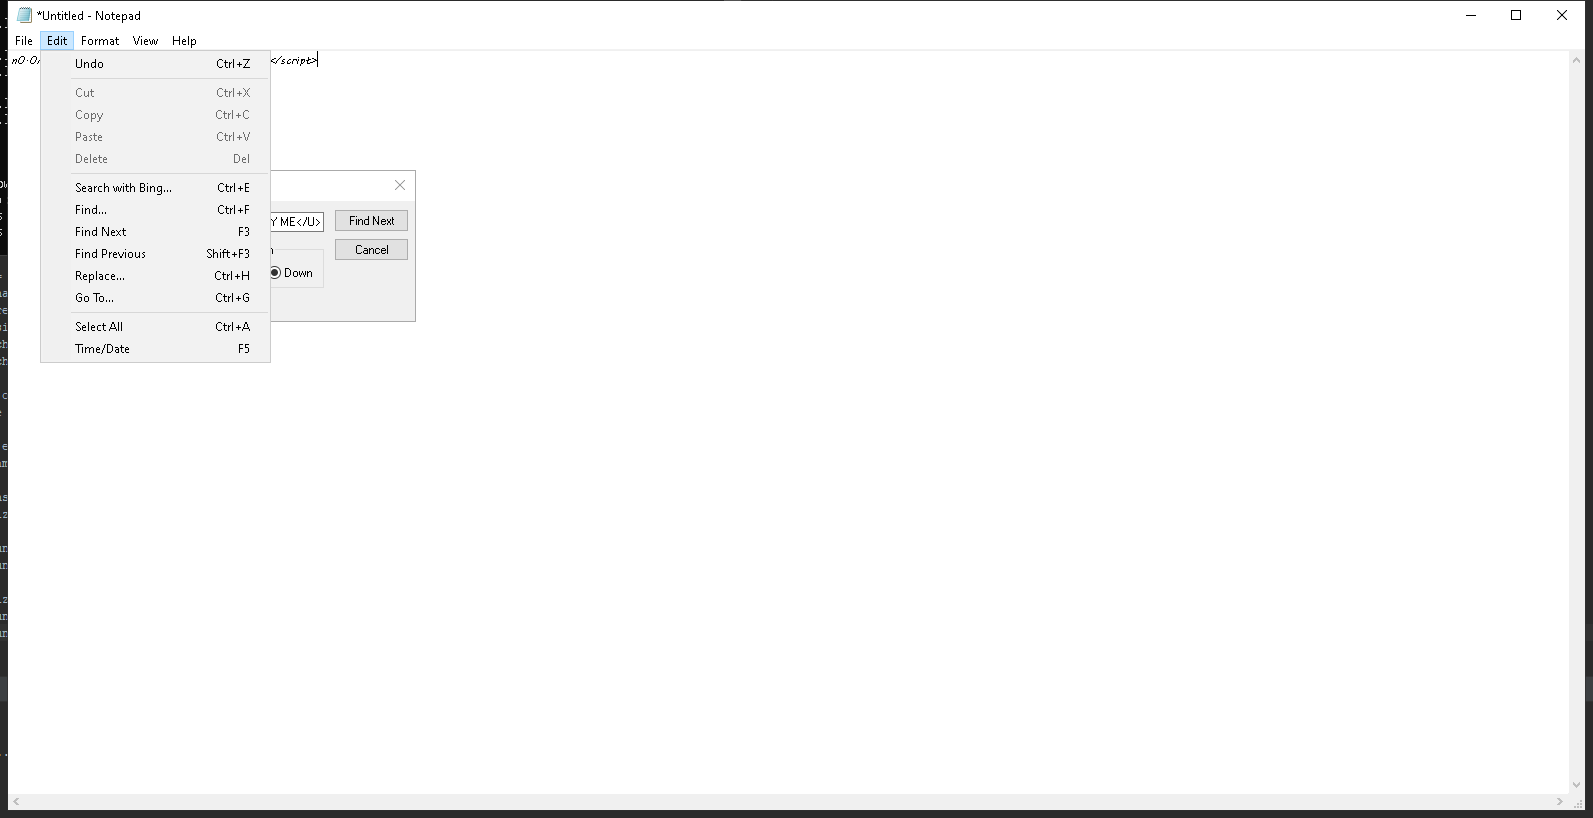 *Untitled - Notepad
File Edit Format View Help
</script>
Undo Ctrl+Z
Cut Ctrl+X
Copy Ctrl+C
Paste Ctrl+V
Delete Del
Search with Bing... Ctrl+E
Find... Ctrl+F
Find Next F3
Find Previous Shift+F3
Replace... Ctrl+H
Go To... Ctrl+G
Select All Ctrl+A
Time/Date F5
Y ME</U> Find Next
Cancel
Down